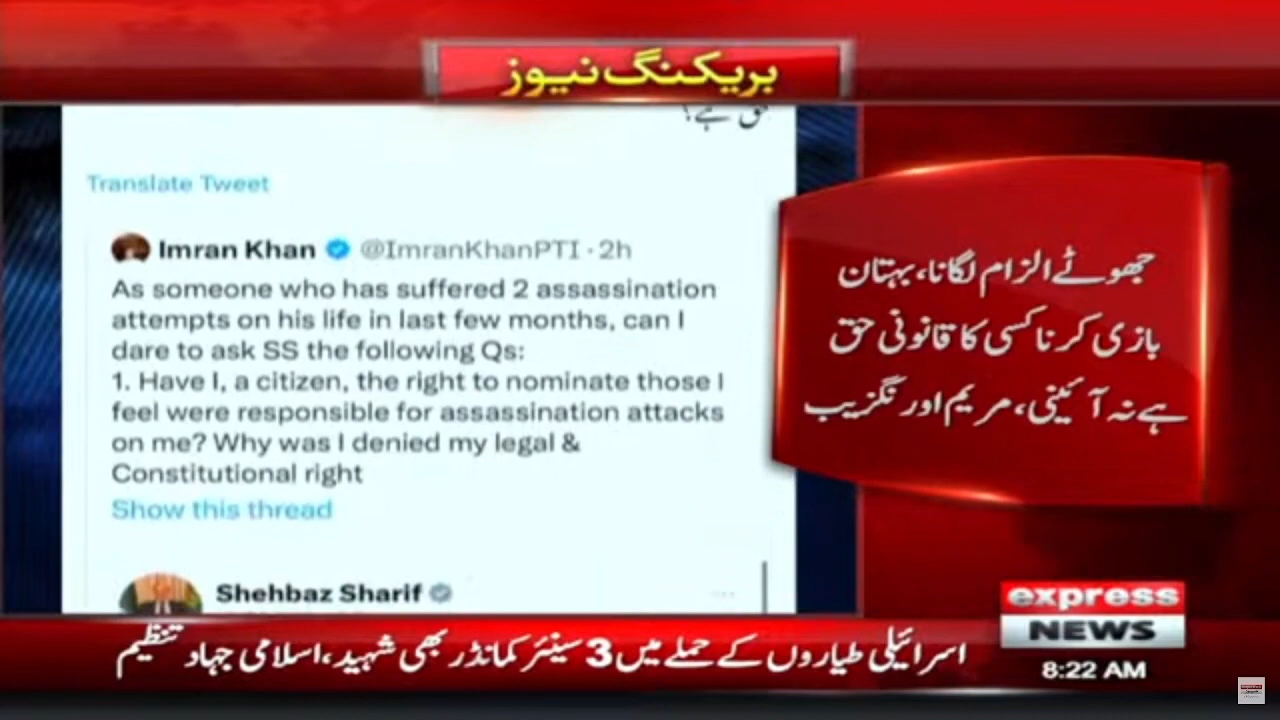 بریکنگ نیوز
حق ہے؟
Translate Tweet
Imran Khan @ImranKhanPTI · 2h
As someone who has suffered 2 assassination
attempts on his life in last few months, can I
dare to ask SS the following Qs:
1. Have I, a citizen, the right to nominate those I
feel were responsible for assassination attacks
on me? Why was I denied my legal &
Constitutional right
Show this thread
Shehbaz Sharif
جھوٹے الزام لگانا، بہتان
بازی کرنا کسی کا قانونی حق
ہے نہ آئینی، مریم اورنگزیب
express
NEWS
8:22 AM
اسرائیلی طیاروں کے حملے میں 3 سینئر کمانڈر بھی شہید، اسلامی جہاد تنظیم